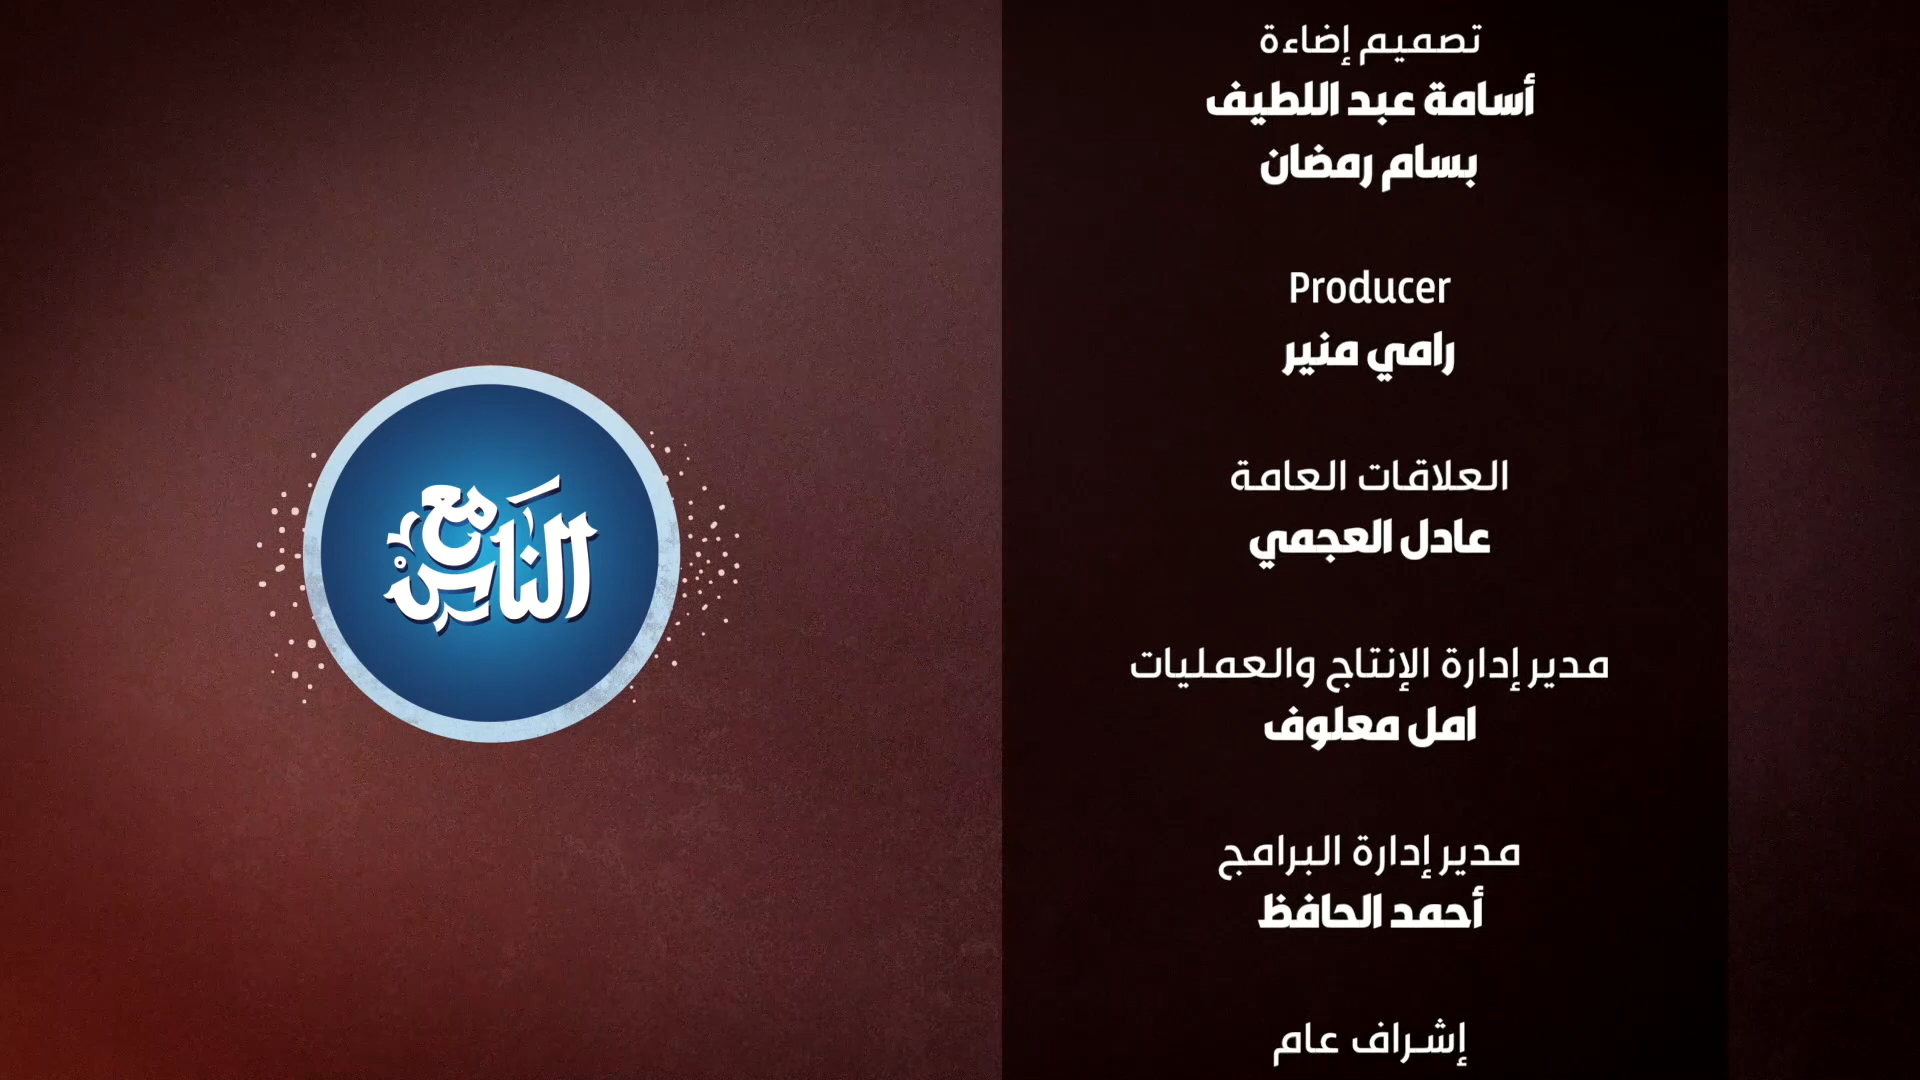 مع
الناس
تصميم إضاءة
أسامة عبد اللطيف
بسام رمضان
Producer
رامي منير
العلاقات العامة
عادل العجمي
مدير إدارة الإنتاج والعمليات
امل معلوف
مدير إدارة البرامج
أحمد الحافظ
إشراف عام